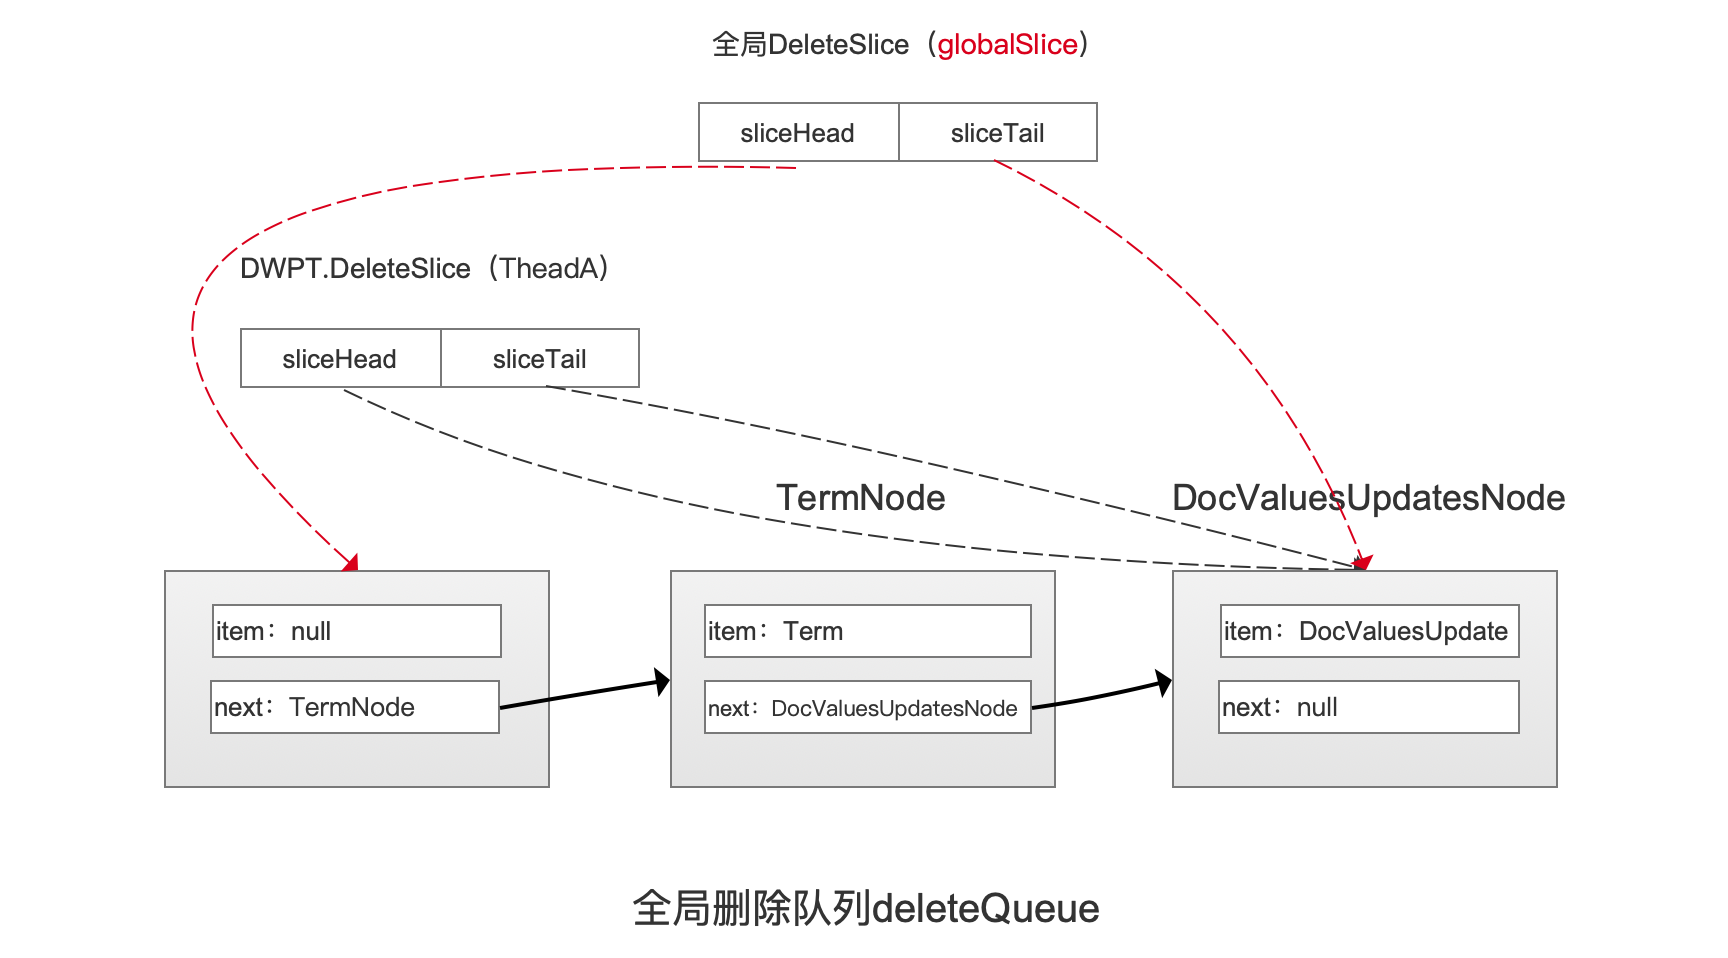 全局DeleteSlice（globalSlice）
sliceHead
sliceTail
DWPT.DeleteSlice（TheadA）
sliceHead
sliceTail
TermNode
DocValuesUpdatesNode
item：null
next：TermNode
item：Term
next：DocValuesUpdatesNode
item：DocValuesUpdate
next：null
全局删除队列deleteQueue